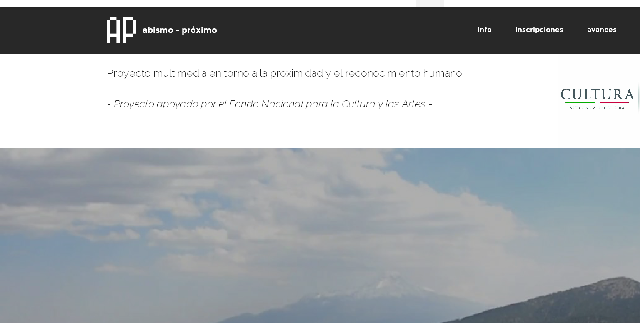 AP
abismo - próximo
info
inscripciones
avances
Proyecto multimedia en torno a la proximidad y el reconocimiento humano
- Proyecto apoyado por el Fondo Nacional para la Cultura y las Artes -
CULTURA